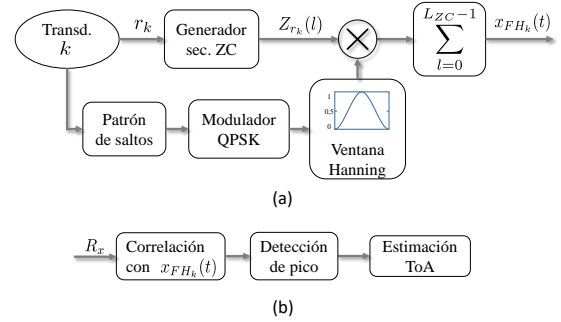 Transd.
k
r_k
Generador
sec. ZC
Z_{r_k}(l)
L_{ZC}-1
∑
l=0
x_{FH_k}(t)
Patrón
de saltos
Modulador
QPSK
1
0,5
0
Ventana
Hanning
(a)
R_x
Correlación
con x_{FH_k}(t)
Detección
de pico
Estimación
ToA
(b)